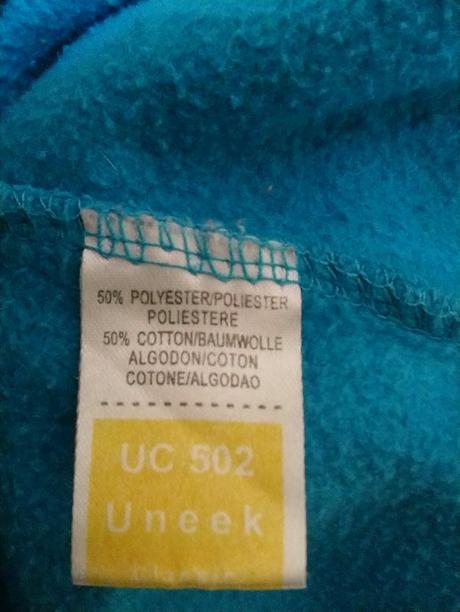 50% POLYESTER/POLIESTER
POLIESTERE
50% COTTON/BAUMWOLLE
ALGODON/COTON
COTONE/ALGODAO
UC 502
Uneek